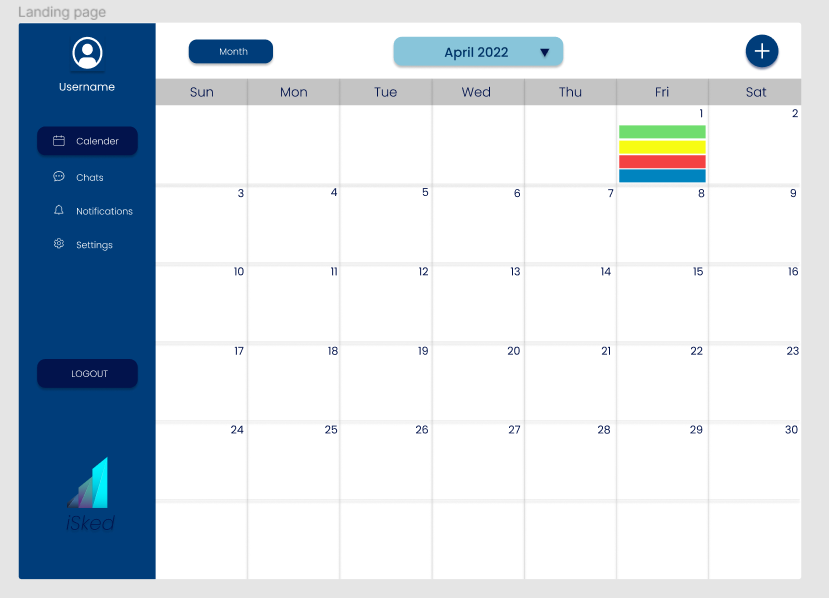 Landing page
Username
Calender
Chats
Notifications
Settings
LOGOUT
iSked
Month
April 2022
Sun Mon Tue Wed Thu Fri Sat
1 2
3 4 5 6 7 8 9
10 11 12 13 14 15 16
17 18 19 20 21 22 23
24 25 26 27 28 29 30